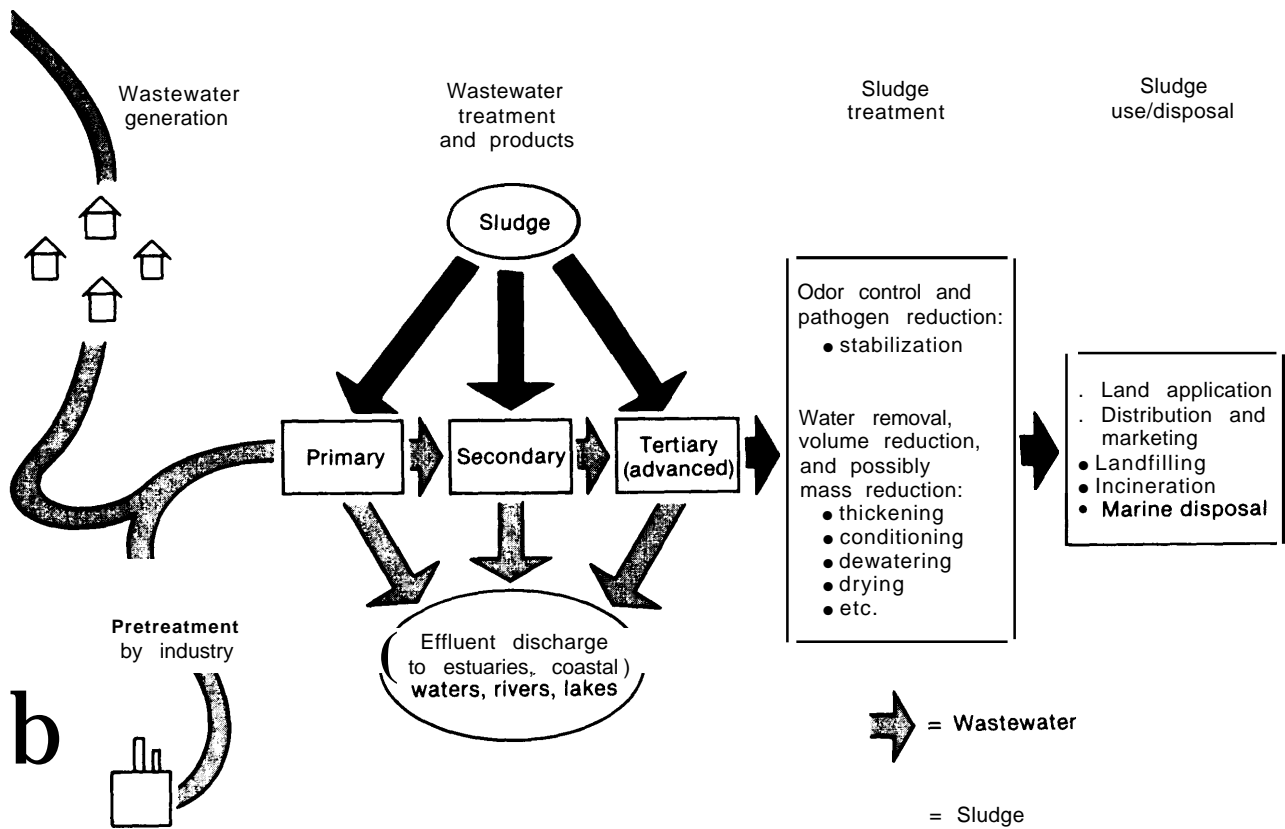 Wastewater
generation
Wastewater
treatment
and products
Sludge
treatment
Sludge
use/disposal
Sludge
Primary
Secondary
Tertiary
(advanced)
Effluent discharge
to estuaries, coastal
waters, rivers, lakes
Pretreatment
by industry
b
Odor control and
pathogen reduction:
● stabilization
Water removal,
volume reduction,
and possibly
mass reduction:
● thickening
● conditioning
● dewatering
● drying
● etc.
. Land application
. Distribution and
marketing
● Landfilling
● Incineration
● Marine disposal
= Wastewater
= Sludge